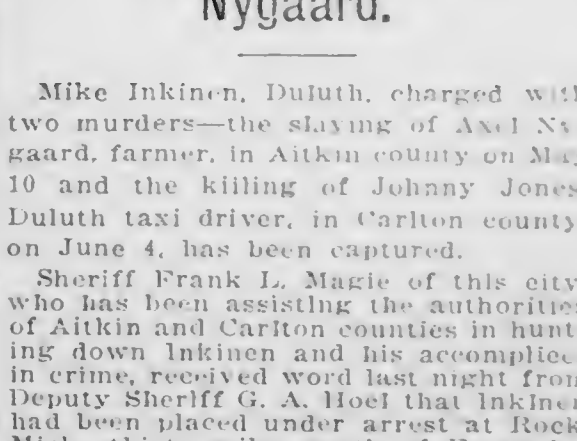 Nygaard.
Mike Inkinen, Duluth, charged with
two murders—the slaying of Axel Ny
gaard, farmer, in Aitkin county on May
10 and the killing of Johnny Jones
Duluth taxi driver, in Carlton county
on June 4, has been captured.
Sheriff Frank L. Magie of this city
who has been assisting the authorities
of Aitkin and Carlton counties in hunt
ing down Inkinen and his accomplice
in crime, received word last night from
Deputy Sheriff G. A. Hoel that Inkinen
had been placed under arrest at Rock